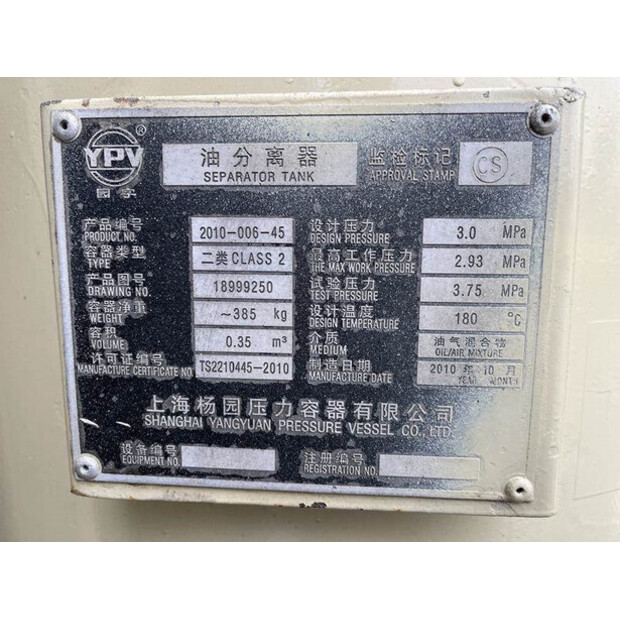 YPV ®
园字
油分离器
SEPARATOR TANK
监检标记
APPROVAL STAMP
CS
产品编号
PRODUCT NO.
2010-006-45
容器类型
TYPE
二类 CLASS 2
产品图号
DRAWING NO.
18999250
容器净重
WEIGHT
~385 kg
容积
VOLUME
0.35 m³
许可证编号
MANUFACTURE CERTIFICATE NO.
TS2210445-2010
设计压力
DESIGN PRESSURE
3.0 MPa
最高工作压力
THE MAX WORK PRESSURE
2.93 MPa
试验压力
TEST PRESSURE
3.75 MPa
设计温度
DESIGN TEMPERATURE
180 °C
介质
MEDIUM
油气混合物
OIL/AIR MIXTURE
制造日期
MANUFACTURE DATE
2010 年 10 月
YEAR MONTH
上海杨园压力容器有限公司
SHANGHAI YANGYUAN PRESSURE VESSEL CO., LTD.
设备编号
EQUIPMENT NO.
注册编号
REGISTRATION NO.